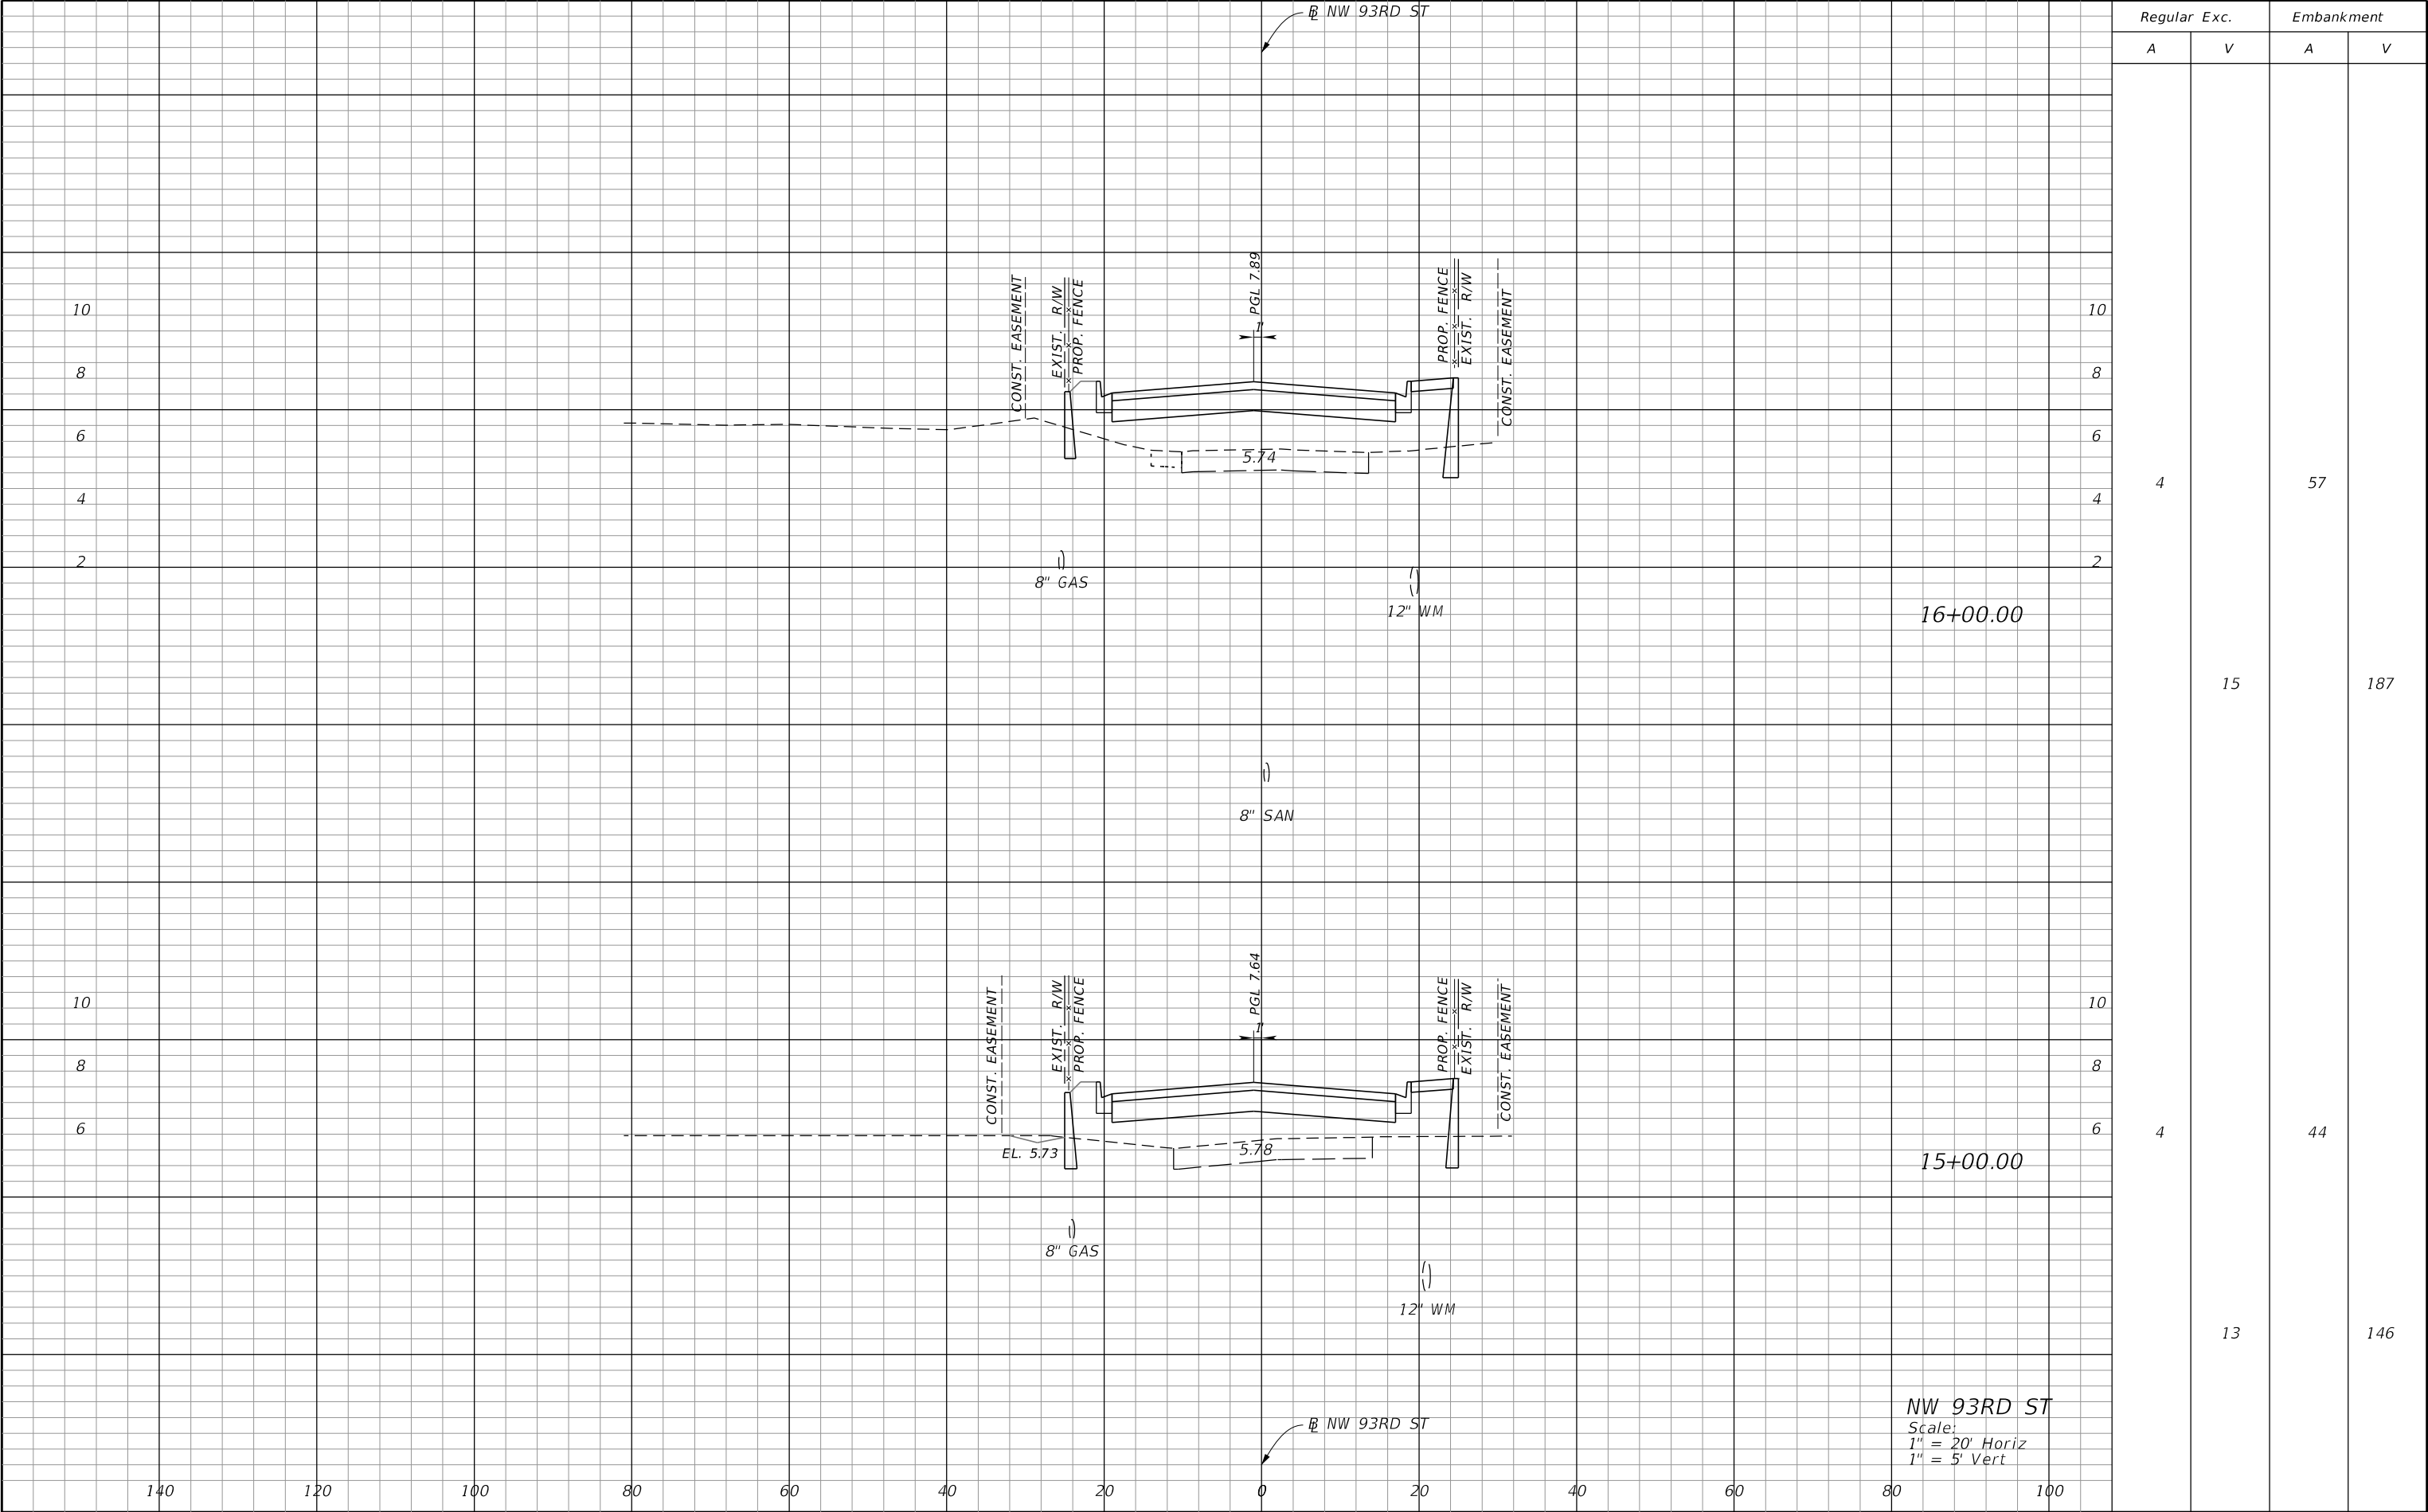 ℄ NW 93RD ST
Regular Exc. Embankment
A V A V
PGL 7.89
1'
CONST. EASEMENT
EXIST. R/W
PROP. FENCE
PROP. FENCE
EXIST. R/W
CONST. EASEMENT
10 10
8 8
6 6
5.74
4 4
4 57
2 2
8" GAS
12" WM
16+00.00
15 187
8" SAN
PGL 7.64
1'
CONST. EASEMENT
EXIST. R/W
PROP. FENCE
PROP. FENCE
EXIST. R/W
CONST. EASEMENT
10 10
8 8
6 6
4 44
EL. 5.73
5.78
15+00.00
8" GAS
12" WM
13 146
NW 93RD ST
Scale:
1" = 20' Horiz
1" = 5' Vert
℄ NW 93RD ST
140 120 100 80 60 40 20 0 20 40 60 80 100